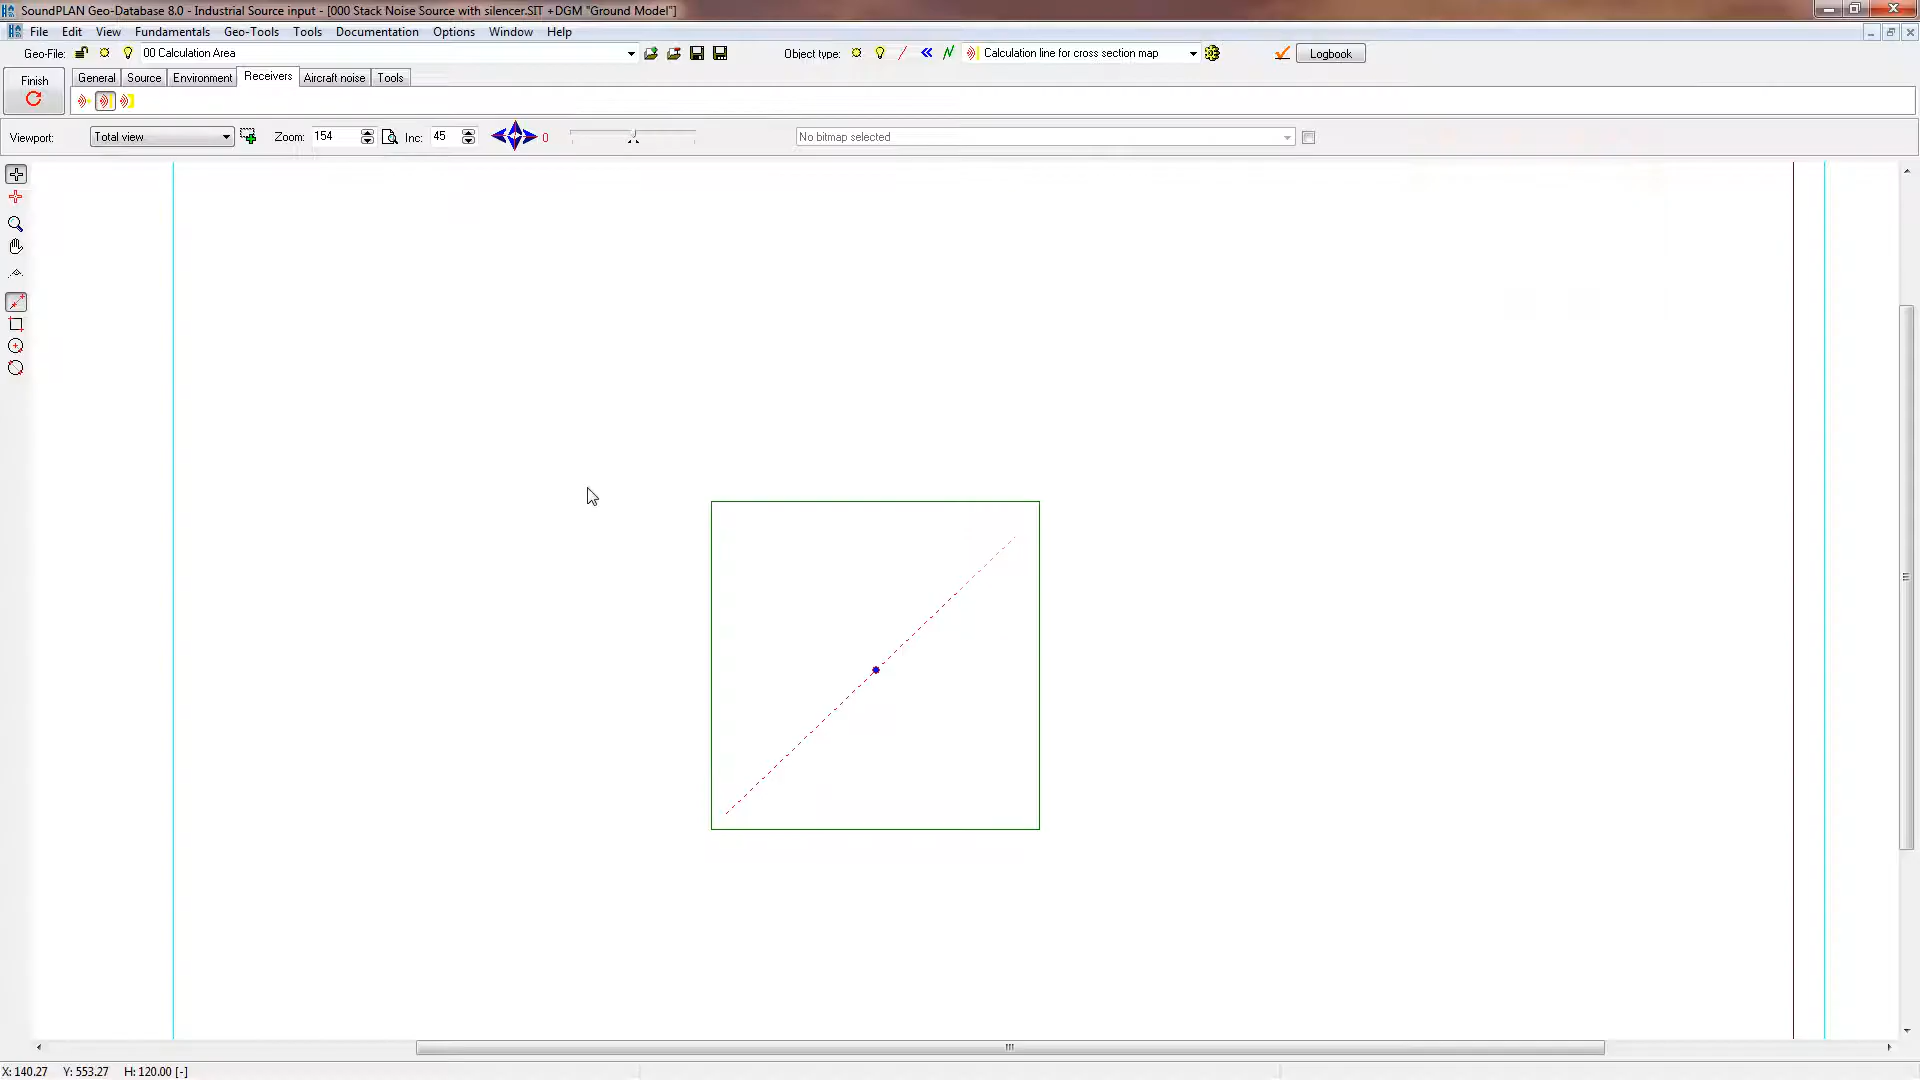 SoundPLAN Geo-Database 8.0 - Industrial Source input - [000 Stack Noise Source with silencer.SIT +DGM "Ground Model"]
File Edit View Fundamentals Geo-Tools Tools Documentation Options Window Help
Geo-File: 00 Calculation Area Object type: Calculation line for cross section map Logbook
Finish General Source Environment Receivers Aircraft noise Tools
Viewport: Total view Zoom: 154 Inc: 45 0 No bitmap selected
X: 140.27 Y: 553.27 H: 120.00 [-]